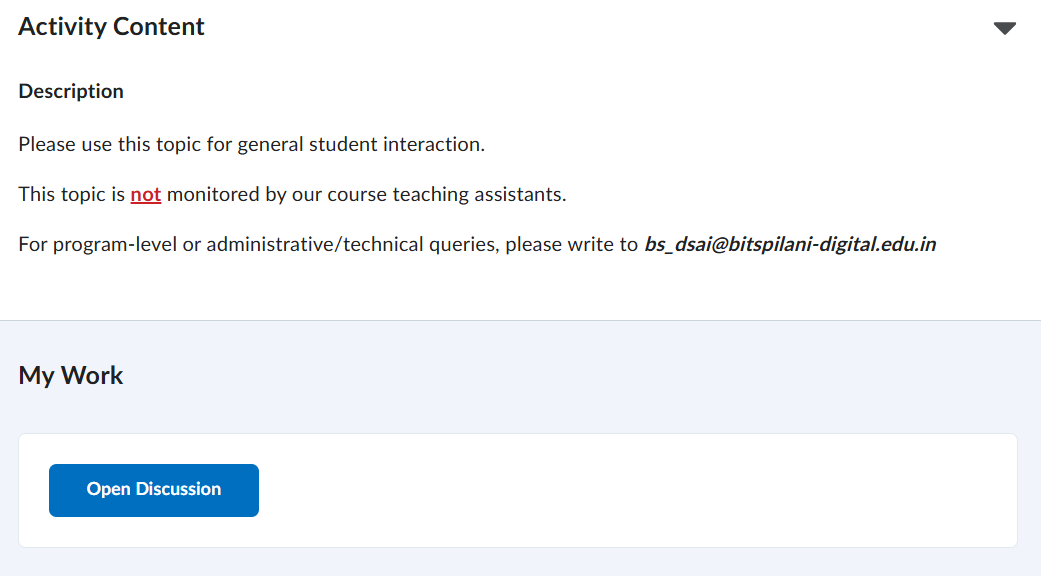 Activity Content
Description
Please use this topic for general student interaction.
This topic is not monitored by our course teaching assistants.
For program-level or administrative/technical queries, please write to bs_dsai@bitspilani-digital.edu.in
My Work
Open Discussion